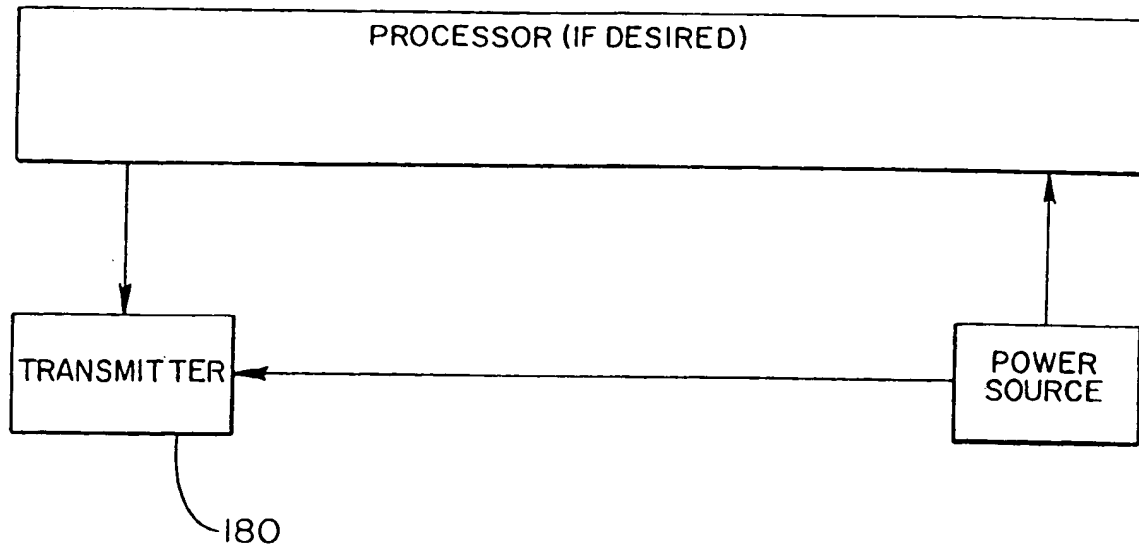 PROCESSOR (IF DESIRED)
TRANSMITTER
POWER
SOURCE
180